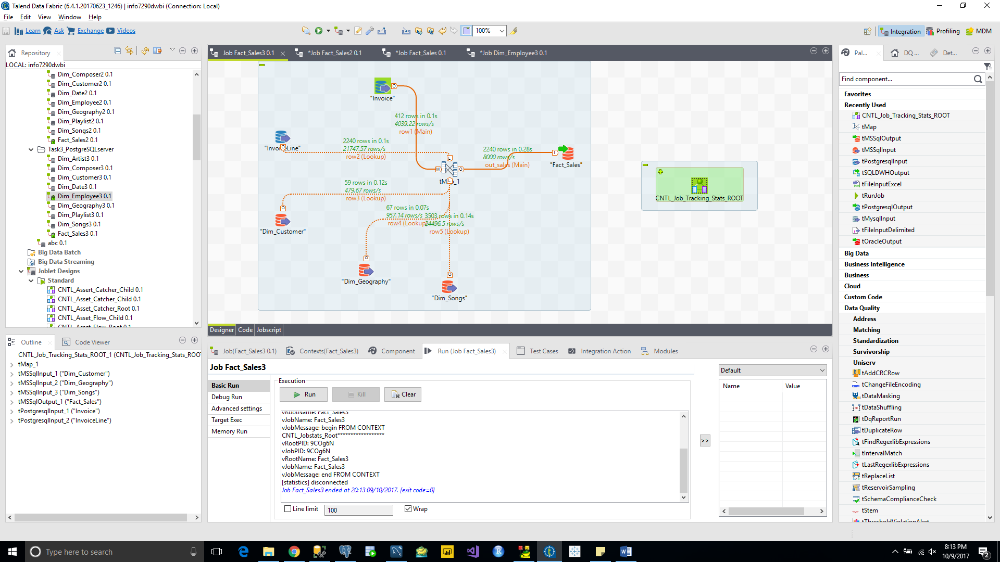 Talend Data Fabric (6.4.1.20170623_1246) | info7290dwbi (Connection: Local)
File Edit View Window Help
Learn Ask Exchange Videos
100%
Integration Profiling MDM
Repository
LOCAL: info7290dwbi
Dim_Composer2 0.1
Dim_Customer2 0.1
Dim_Date2 0.1
Dim_Employee2 0.1
Dim_Geography2 0.1
Dim_Playlist2 0.1
Dim_Songs2 0.1
Fact_Sales2 0.1
Task3_PostgreSQLserver
Dim_Artist3 0.1
Dim_Composer3 0.1
Dim_Customer3 0.1
Dim_Date3 0.1
Dim_Employee3 0.1
Dim_Geography3 0.1
Dim_Playlist3 0.1
Dim_Songs3 0.1
Fact_Sales3 0.1
abc 0.1
Big Data Batch
Big Data Streaming
Joblet Designs
Standard
CNTL_Assert_Catcher_Child 0.1
CNTL_Asset_Catcher_Child 0.1
CNTL_Asset_Catcher_Root 0.1
CNTL_Asset_Flow_Child 0.1
CNTL_Asset_Flow_Root 0.1
Outline Code Viewer
CNTL_Job_Tracking_Stats_ROOT_1 (CNTL_Job_Tracking_Stats_ROOT
tMap_1
tMSSqlInput_1 ("Dim_Customer")
tMSSqlInput_2 ("Dim_Geography")
tMSSqlInput_3 ("Dim_Songs")
tMSSqlOutput_1 ("Fact_Sales")
tPostgresqlInput_1 ("Invoice")
tPostgresqlInput_2 ("InvoiceLine")
Job Fact_Sales3 0.1 *Job Fact_Sales2 0.1 *Job Fact_Sales 0.1 *Job Dim_Employee3 0.1
"Invoice"
412 rows in 0.1s
4039.22 rows/s
row1 (Main)
"InvoiceLine"
2240 rows in 0.1s
21747.57 rows/s
row2 (Lookup)
2240 rows in 0.28s
8000 rows/s
out_sales (Main)
"Fact_Sales"
tMap_1
59 rows in 0.12s
479.67 rows/s
row3 (Lookup)
"Dim_Customer"
67 rows in 0.07s
957.14 rows/s
row4 (Lookup)
3503 rows in 0.14s
24496.5 rows/s
row5 (Lookup)
"Dim_Geography"
"Dim_Songs"
CNTL_Job_Tracking_Stats_ROOT
Designer Code Jobscript
Job(Fact_Sales3 0.1) Contexts(Fact_Sales3) Component Run (Job Fact_Sales3) Test Cases Integration Action Modules
Job Fact_Sales3
Basic Run
Debug Run
Advanced settings
Target Exec
Memory Run
Execution
Run Kill Clear
vRootName: Fact_Sales3
vJobName: Fact_Sales3
vJobMessage: begin FROM CONTEXT
CNTL_Jobstats_Root******************
vRootPID: 9COg6N
vJobPID: 9COg6N
vRootName: Fact_Sales3
vJobName: Fact_Sales3
vJobMessage: end FROM CONTEXT
[statistics] disconnected
Job Fact_Sales3 ended at 20:13 09/10/2017. [exit code=0]
Line limit 100 Wrap
>>
Default
Name Value
Pal... DQ ... Det...
Find component...
Favorites
Recently Used
CNTL_Job_Tracking_Stats_ROOT
tMap
tMSSqlOutput
tMSSqlInput
tPostgresqlInput
tSQLDWHOutput
tFileInputExcel
tRunJob
tPostgresqlOutput
tMysqlInput
tFileInputDelimited
tOracleOutput
Big Data
Business Intelligence
Business
Cloud
Custom Code
Data Quality
Address
Matching
Standardization
Survivorship
Uniserv
tAddCRCRow
tChangeFileEncoding
tDataMasking
tDataShuffling
tDqReportRun
tDuplicateRow
tFindRegexlibExpressions
tIntervalMatch
tLastRegexlibExpressions
tReplaceList
tReservoirSampling
tSchemaComplianceCheck
tStem
tThresholdViolationAlert
Type here to search
8:13 PM
10/9/2017
2